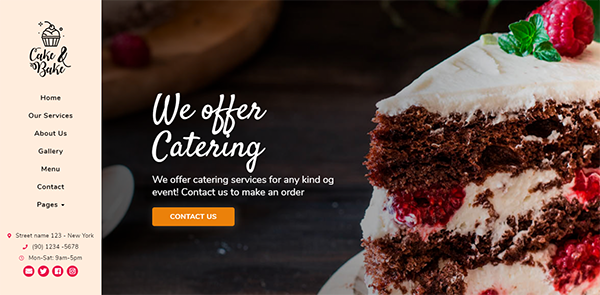 Cake &
Bake
Home
Our Services
About Us
Gallery
Menu
Contact
Pages
Street name 123 - New York
(90) 1234 -5678
Mon-Sat: 9am-5pm
We offer
Catering
We offer catering services for any kind og
event! Contact us to make an order
CONTACT US